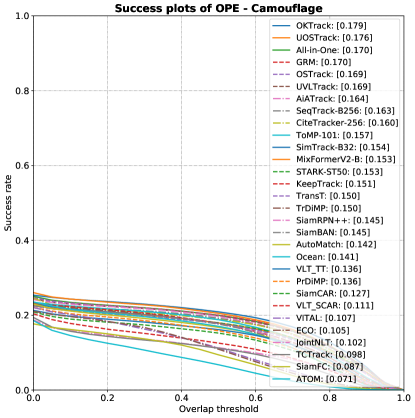 Success plots of OPE - Camouflage
1.0
0.8
0.6
0.4
0.2
0.0
Success rate
OKTrack: [0.179]
UOSTrack: [0.176]
All-in-One: [0.170]
GRM: [0.170]
OSTrack: [0.169]
UVLTrack: [0.169]
AiATrack: [0.164]
SeqTrack-B256: [0.163]
CiteTracker-256: [0.160]
ToMP-101: [0.157]
SimTrack-B32: [0.154]
MixFormerV2-B: [0.153]
STARK-ST50: [0.153]
KeepTrack: [0.151]
TransT: [0.150]
TrDiMP: [0.150]
SiamRPN++: [0.145]
SiamBAN: [0.145]
AutoMatch: [0.142]
Ocean: [0.141]
VLT_TT: [0.136]
PrDiMP: [0.136]
SiamCAR: [0.127]
VLT_SCAR: [0.111]
VITAL: [0.107]
ECO: [0.105]
JointNLT: [0.102]
TCTrack: [0.098]
SiamFC: [0.087]
ATOM: [0.071]
0.0 0.2 0.4 0.6 0.8 1.0
Overlap threshold